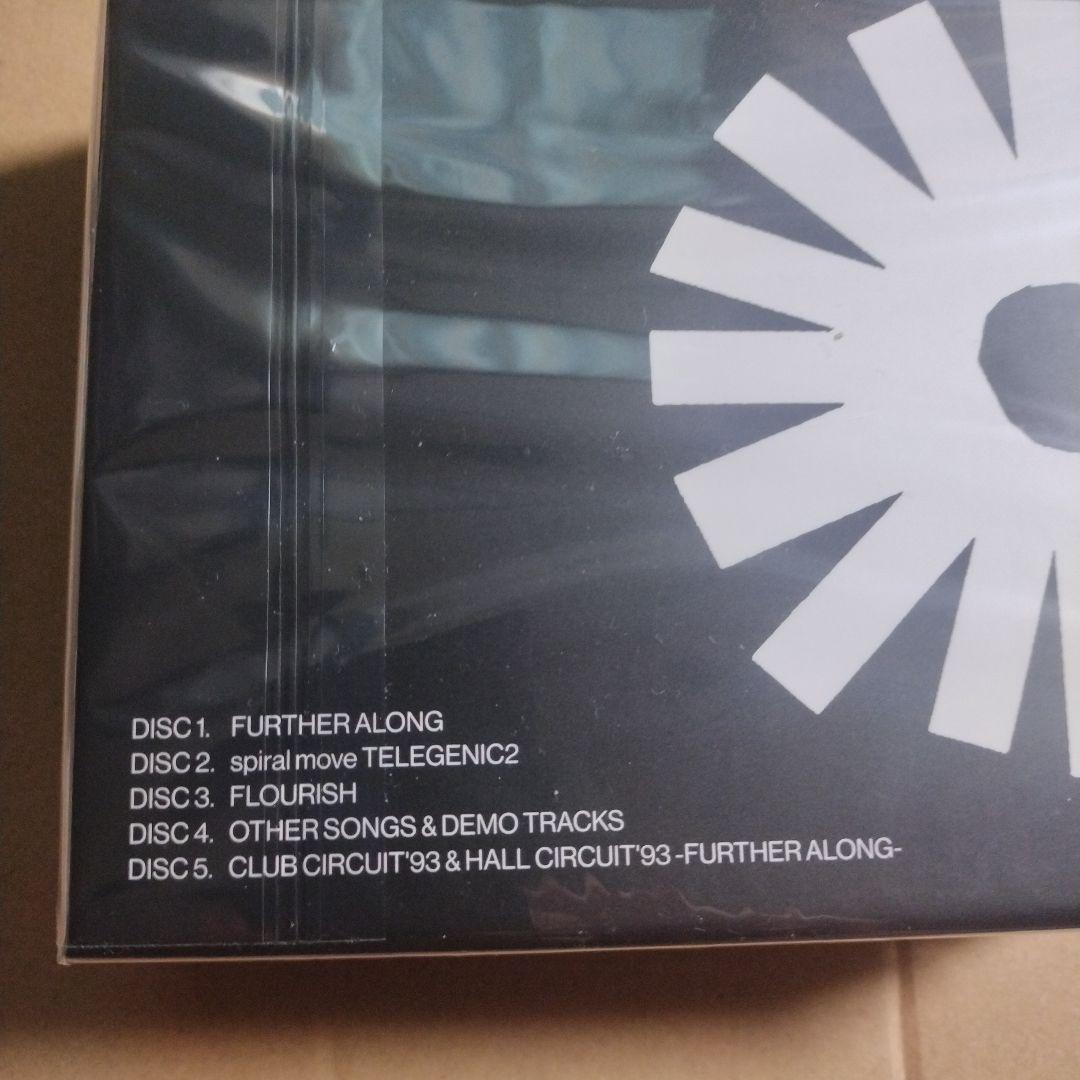 DISC 1. FURTHER ALONG
DISC 2. spiral move TELEGENIC2
DISC 3. FLOURISH
DISC 4. OTHER SONGS & DEMO TRACKS
DISC 5. CLUB CIRCUIT'93 & HALL CIRCUIT'93 -FURTHER ALONG-